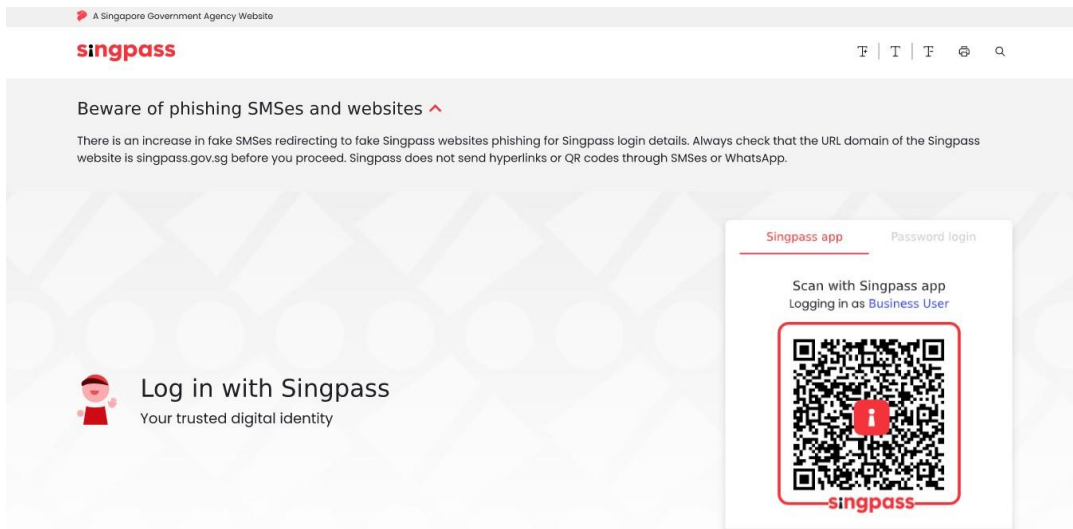 A Singapore Government Agency Website
singpass
T+ | T | T-
Beware of phishing SMSes and websites
There is an increase in fake SMSes redirecting to fake Singpass websites phishing for Singpass login details. Always check that the URL domain of the Singpass
website is singpass.gov.sg before you proceed. Singpass does not send hyperlinks or QR codes through SMSes or WhatsApp.
Singpass app
Password login
Scan with Singpass app
Logging in as Business User
singpass
Log in with Singpass
Your trusted digital identity